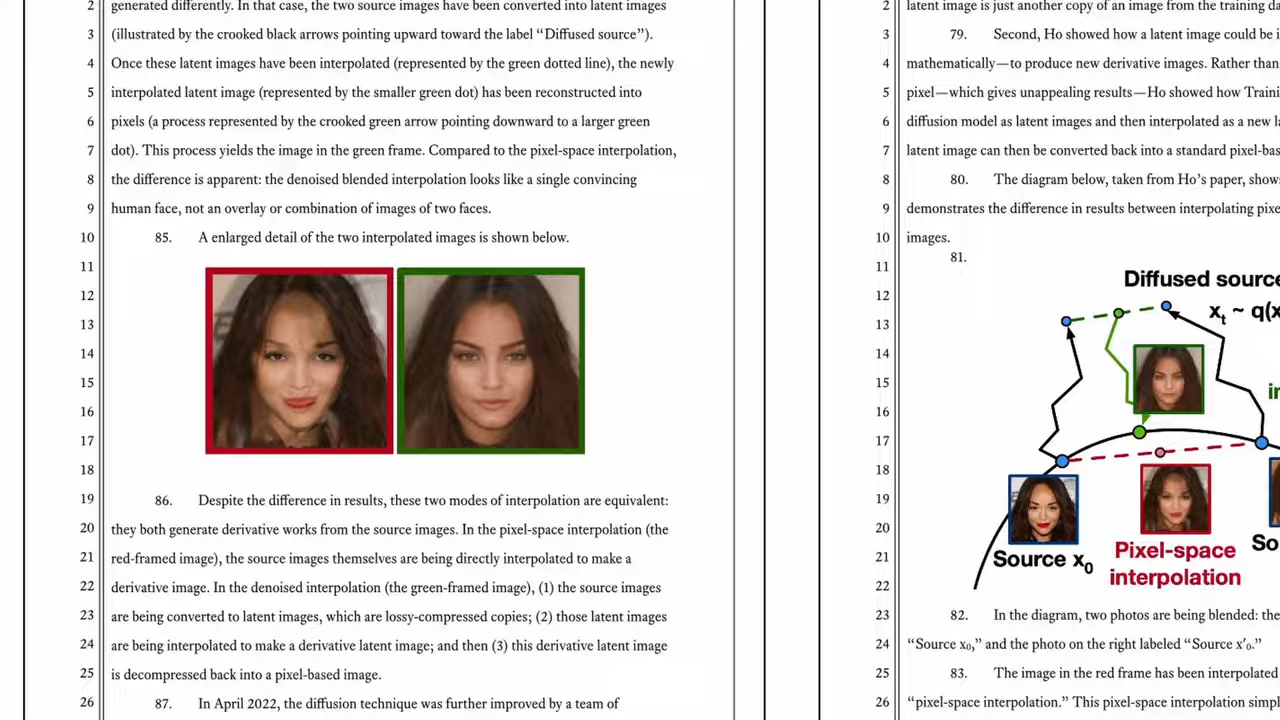 2 generated differently. In that case, the two source images have been converted into latent images
3 (illustrated by the crooked black arrows pointing upward toward the label “Diffused source”).
4 Once these latent images have been interpolated (represented by the green dotted line), the newly
5 interpolated latent image (represented by the smaller green dot) has been reconstructed into
6 pixels (a process represented by the crooked green arrow pointing downward to a larger green
7 dot). This process yields the image in the green frame. Compared to the pixel-space interpolation,
8 the difference is apparent: the denoised blended interpolation looks like a single convincing
9 human face, not an overlay or combination of images of two faces.
10 85. A enlarged detail of the two interpolated images is shown below.
11
12
13
14
15
16
17
18
19 86. Despite the difference in results, these two modes of interpolation are equivalent:
20 they both generate derivative works from the source images. In the pixel-space interpolation (the
21 red-framed image), the source images themselves are being directly interpolated to make a
22 derivative image. In the denoised interpolation (the green-framed image), (1) the source images
23 are being converted to latent images, which are lossy-compressed copies; (2) those latent images
24 are being interpolated to make a derivative latent image; and then (3) this derivative latent image
25 is decompressed back into a pixel-based image.
26 87. In April 2022, the diffusion technique was further improved by a team of
2 latent image is just another copy of an image from the training da
3 79. Second, Ho showed how a latent image could be i
4 mathematically—to produce new derivative images. Rather than
5 pixel—which gives unappealing results—Ho showed how Traini
6 diffusion model as latent images and then interpolated as a new la
7 latent image can then be converted back into a standard pixel-bas
8 80. The diagram below, taken from Ho’s paper, shows
9 demonstrates the difference in results between interpolating pixe
10 images.
81.
11
Diffused source
12
xt ~ q(x
13
14
15
in
16
17
18
19
20
21
So
Source x0
Pixel-space
22
interpolation
23 82. In the diagram, two photos are being blended: the
24 “Source x₀,” and the photo on the right labeled “Source x′₀.”
25 83. The image in the red frame has been interpolated
26 “pixel-space interpolation.” This pixel-space interpolation simpl